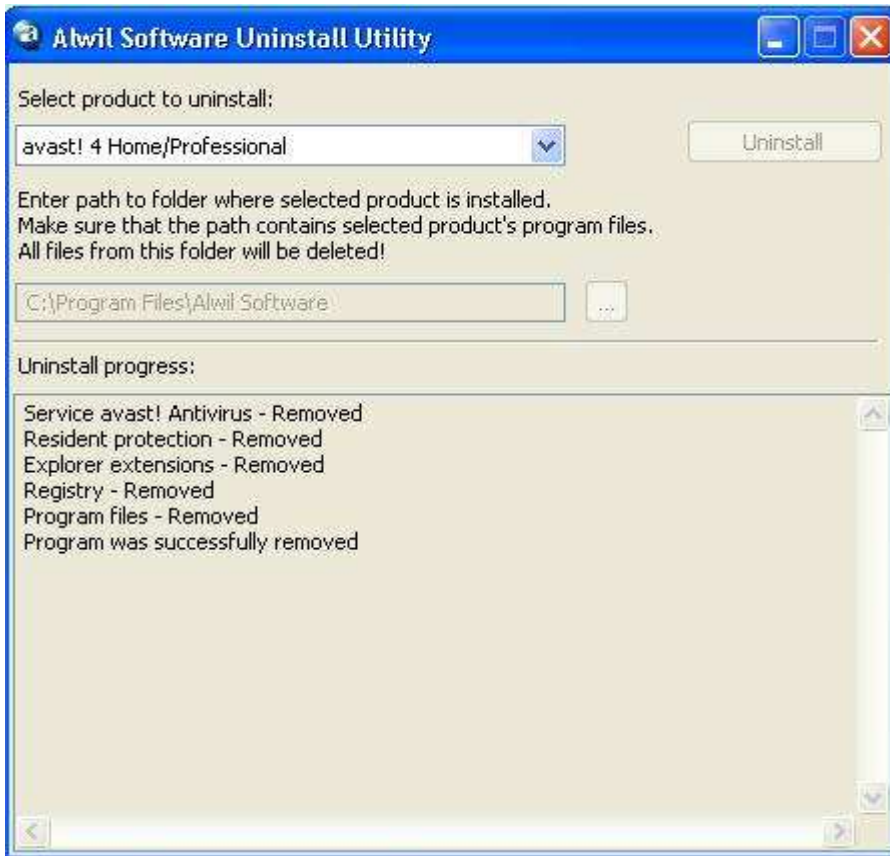 Alwil Software Uninstall Utility
Select product to uninstall:
avast! 4 Home/Professional
Uninstall
Enter path to folder where selected product is installed.
Make sure that the path contains selected product's program files.
All files from this folder will be deleted!
C:\Program Files\Alwil Software
...
Uninstall progress:
Service avast! Antivirus - Removed
Resident protection - Removed
Explorer extensions - Removed
Registry - Removed
Program files - Removed
Program was successfully removed